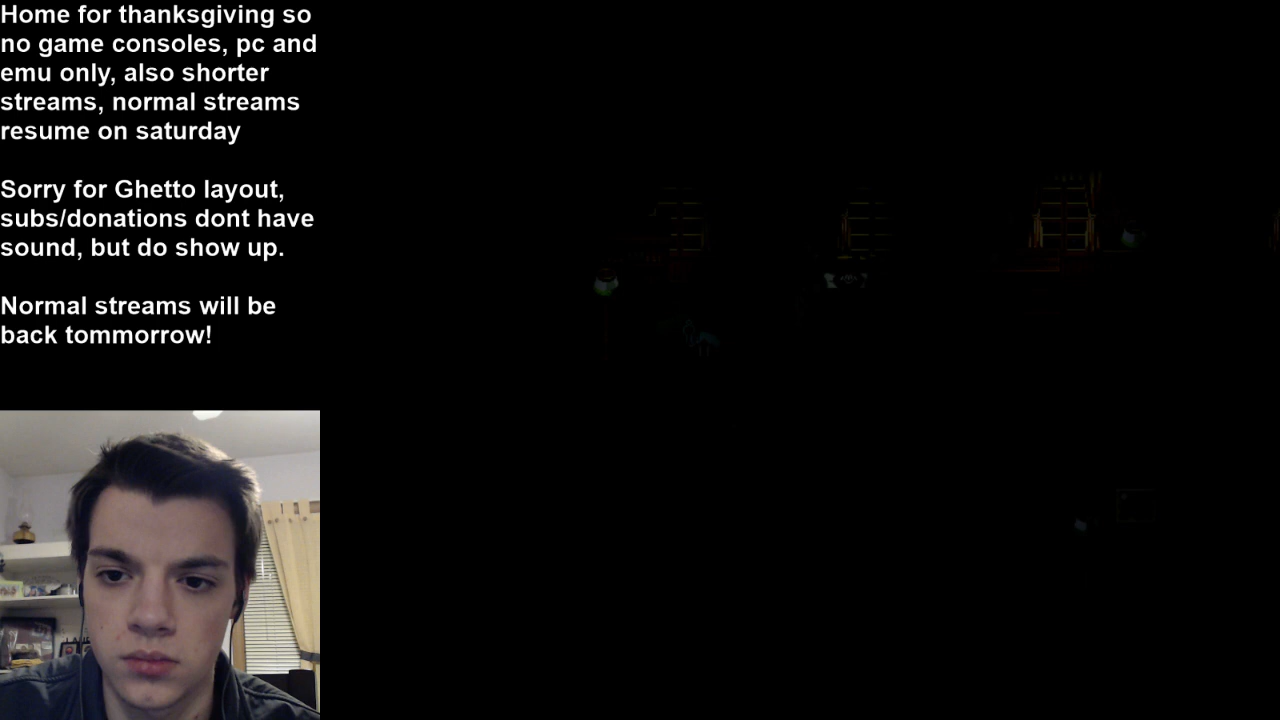 Home for thanksgiving so
no game consoles, pc and
emu only, also shorter
streams, normal streams
resume on saturday
Sorry for Ghetto layout,
subs/donations dont have
sound, but do show up.
Normal streams will be
back tommorrow!